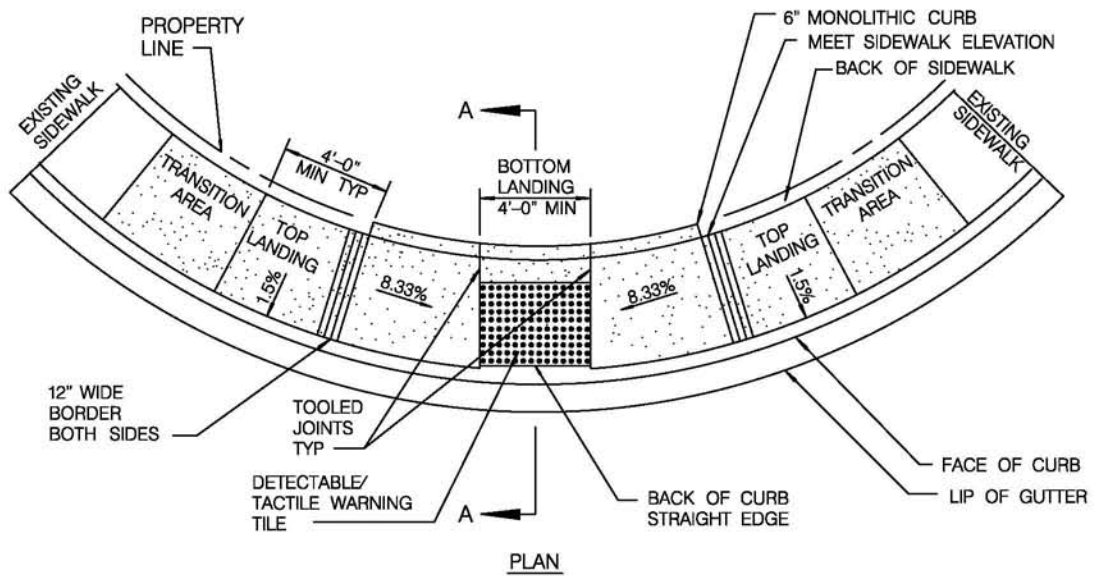 PROPERTY
LINE
6" MONOLITHIC CURB
MEET SIDEWALK ELEVATION
BACK OF SIDEWALK
EXISTING
SIDEWALK
4'-0"
MIN TYP
A
BOTTOM
LANDING
4'-0" MIN
EXISTING
SIDEWALK
TRANSITION
AREA
TOP
LANDING
1.5%
8.33%
8.33%
TOP
LANDING
1.5%
TRANSITION
AREA
12" WIDE
BORDER
BOTH SIDES
TOOLED
JOINTS
TYP
DETECTABLE/
TACTILE WARNING
TILE
A
BACK OF CURB
STRAIGHT EDGE
FACE OF CURB
LIP OF GUTTER
PLAN